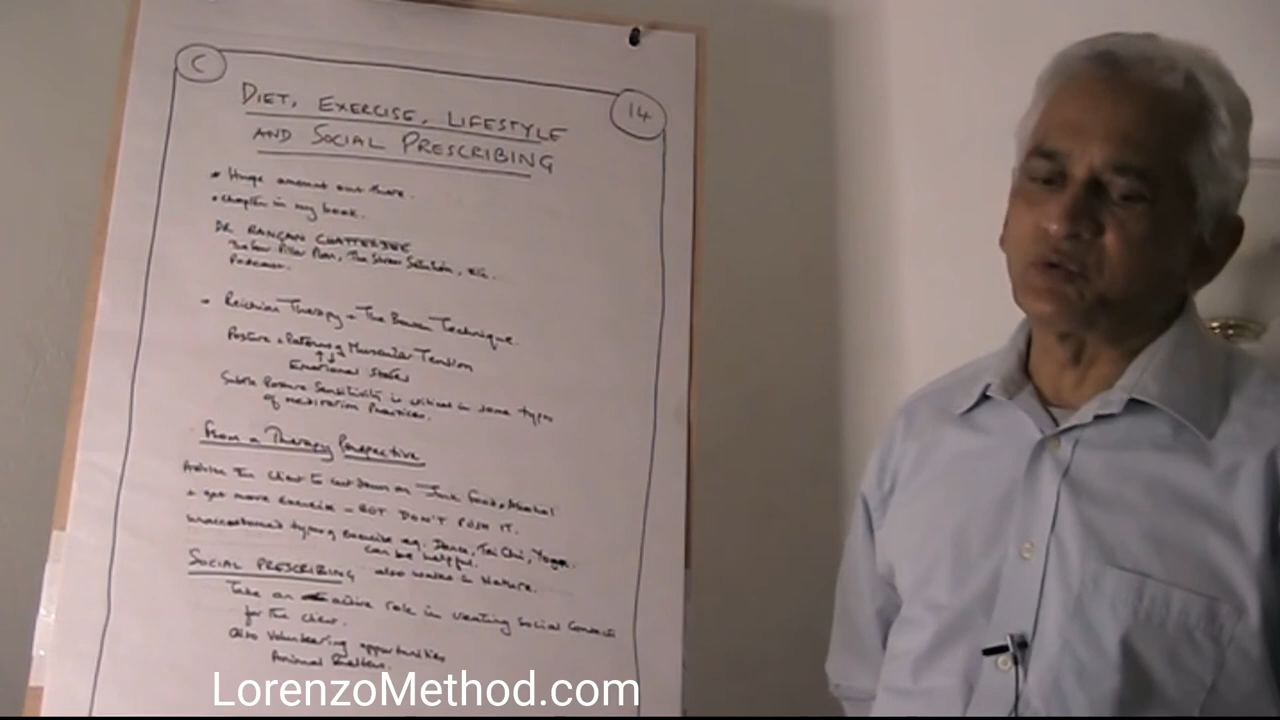 C
14
DIET, EXERCISE, LIFESTYLE
AND SOCIAL PRESCRIBING
• Huge amount out there.
• chapter in my book.
DR RANGAN CHATTERJEE
The four Pillar Plan, The Stress Solution, etc.
Podcast.
• Reichian Therapy + The Bowen Technique.
Posture + Patterns of Muscular Tension
↑↓
Emotional States
Subtle Posture Sensitivity is critical in some types
of meditation Practices.
From a Therapy Perspective
Advise the client to cut down on Junk food + Alcohol
+ get more exercise – BUT DON'T PUSH IT.
Unaccustomed types of exercise eg. Dance, Tai Chi, Yoga
can be helpful.
also walks in Nature.
SOCIAL PRESCRIBING
Take an active role in creating Social Contacts
for the client.
also Volunteering opportunities
Animal Shelters.
LorenzoMethod.com